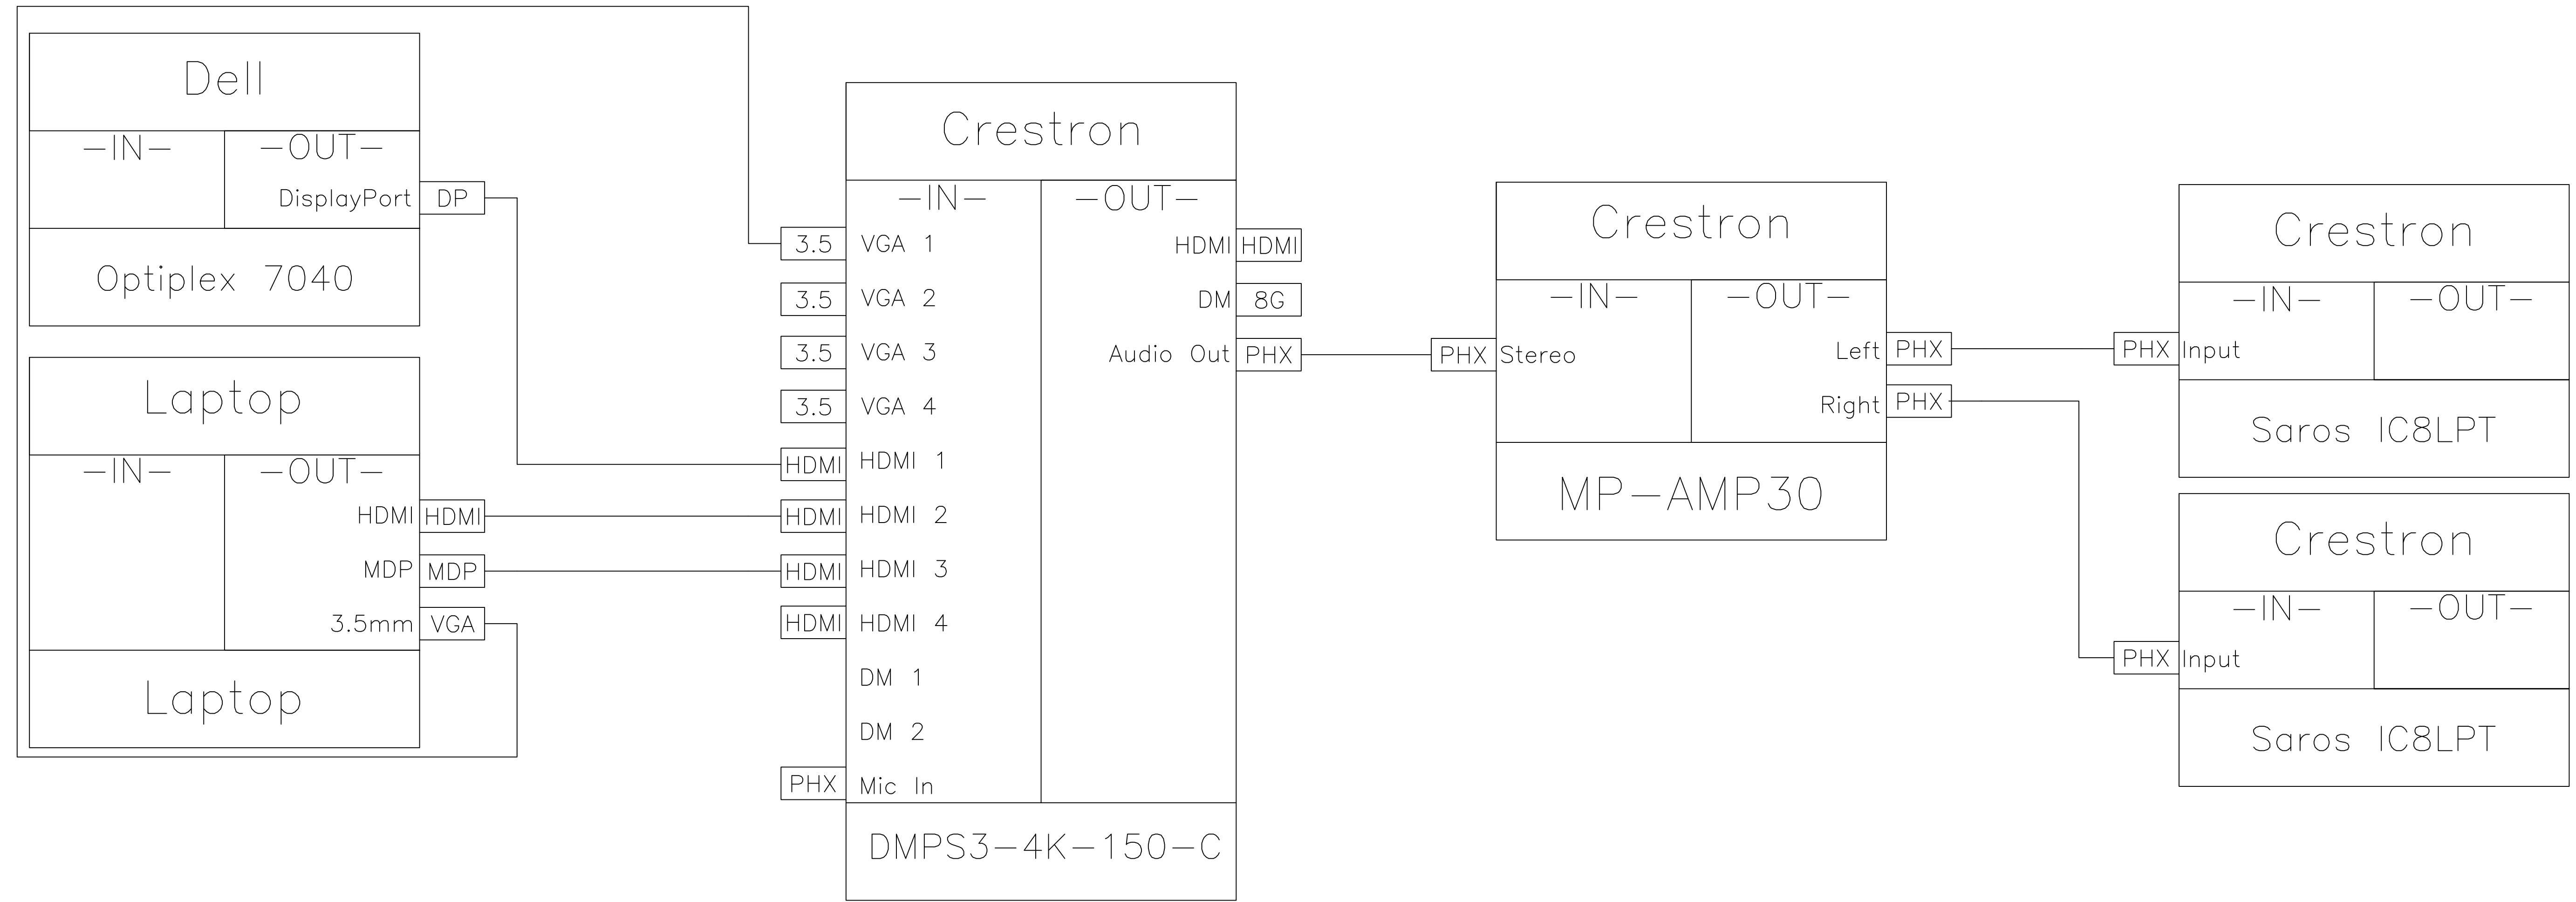 Dell
-IN- -OUT-
DisplayPort DP
Optiplex 7040
Laptop
-IN- -OUT-
HDMI HDMI
MDP MDP
3.5mm VGA
Laptop
Crestron
-IN- -OUT-
3.5 VGA 1 HDMI HDMI
3.5 VGA 2 DM 8G
3.5 VGA 3 Audio Out PHX
3.5 VGA 4
HDMI HDMI 1
HDMI HDMI 2
HDMI HDMI 3
HDMI HDMI 4
DM 1
DM 2
PHX Mic In
DMPS3-4K-150-C
Crestron
-IN- -OUT-
PHX Stereo Left PHX
Right PHX
MP-AMP30
Crestron
-IN- -OUT-
PHX Input
Saros IC8LPT
Crestron
-IN- -OUT-
PHX Input
Saros IC8LPT